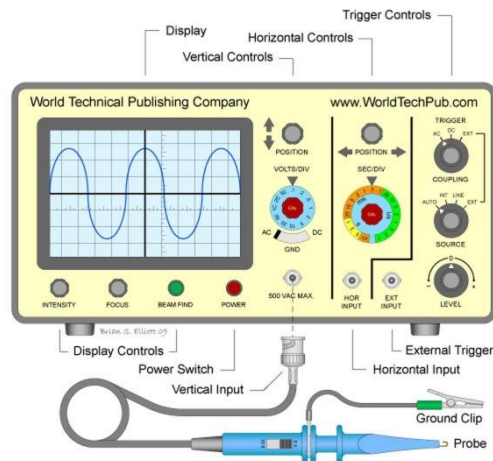 Trigger Controls
Display
Horizontal Controls
Vertical Controls
World Technical Publishing Company
www.WorldTechPub.com
TRIGGER
AC DC EXT
COUPLING
POSITION
POSITION
VOLTS/DIV
SEC/DIV
CAL
CAL
AC DC
GND
AUTO INT LINE EXT
SOURCE
- 0 +
LEVEL
INTENSITY
FOCUS
BEAM FIND
POWER
500 VAC MAX.
HOR
INPUT
EXT
INPUT
Brian S. Elliott 09
Display Controls
Power Switch
Vertical Input
External Trigger
Horizontal Input
Ground Clip
Probe